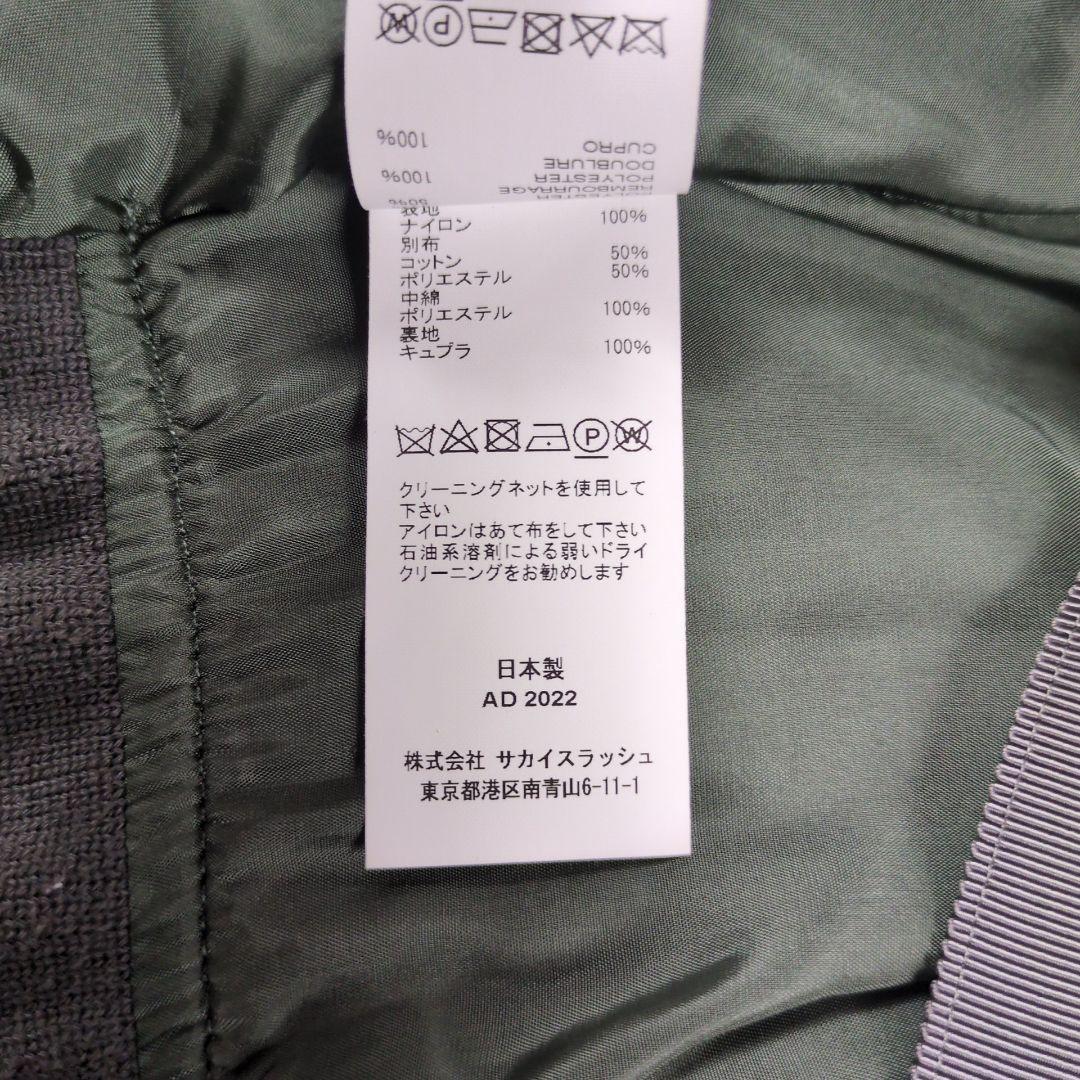 100%
CUPRO
DOUBLURE
100%
POLYESTER
REMBOURRAGE
50%
POLYESTER
表地
ナイロン 100%
別布
コットン 50%
ポリエステル 50%
中綿
ポリエステル 100%
裏地
キュプラ 100%
クリーニングネットを使用して
下さい
アイロンはあて布をして下さい
石油系溶剤による弱いドライ
クリーニングをお勧めします
日本製
AD 2022
株式会社 サカイスラッシュ
東京都港区南青山6-11-1